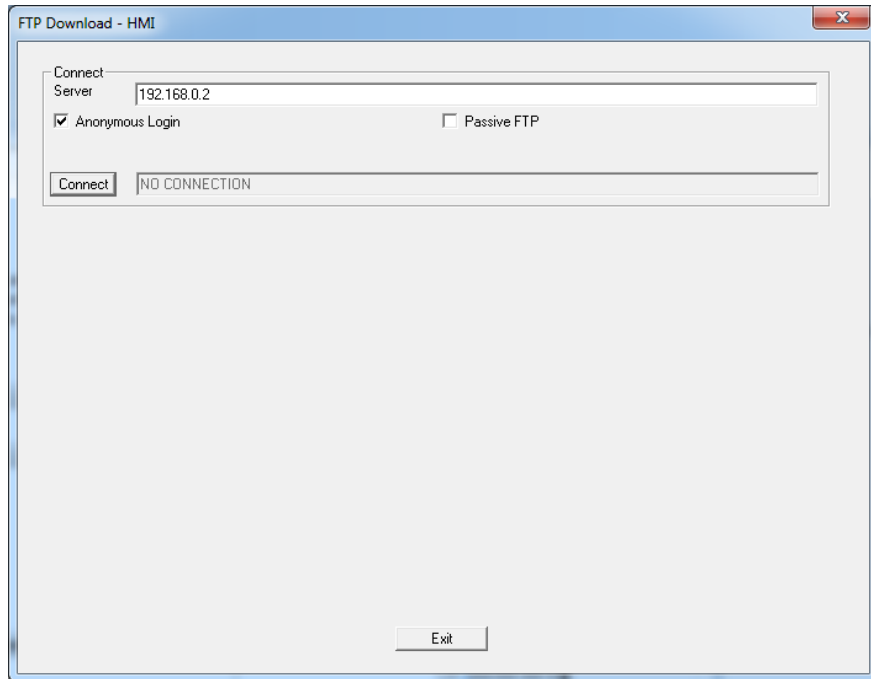 FTP Download - HMI
Connect
Server 192.168.0.2
Anonymous Login Passive FTP
Connect NO CONNECTION
Exit